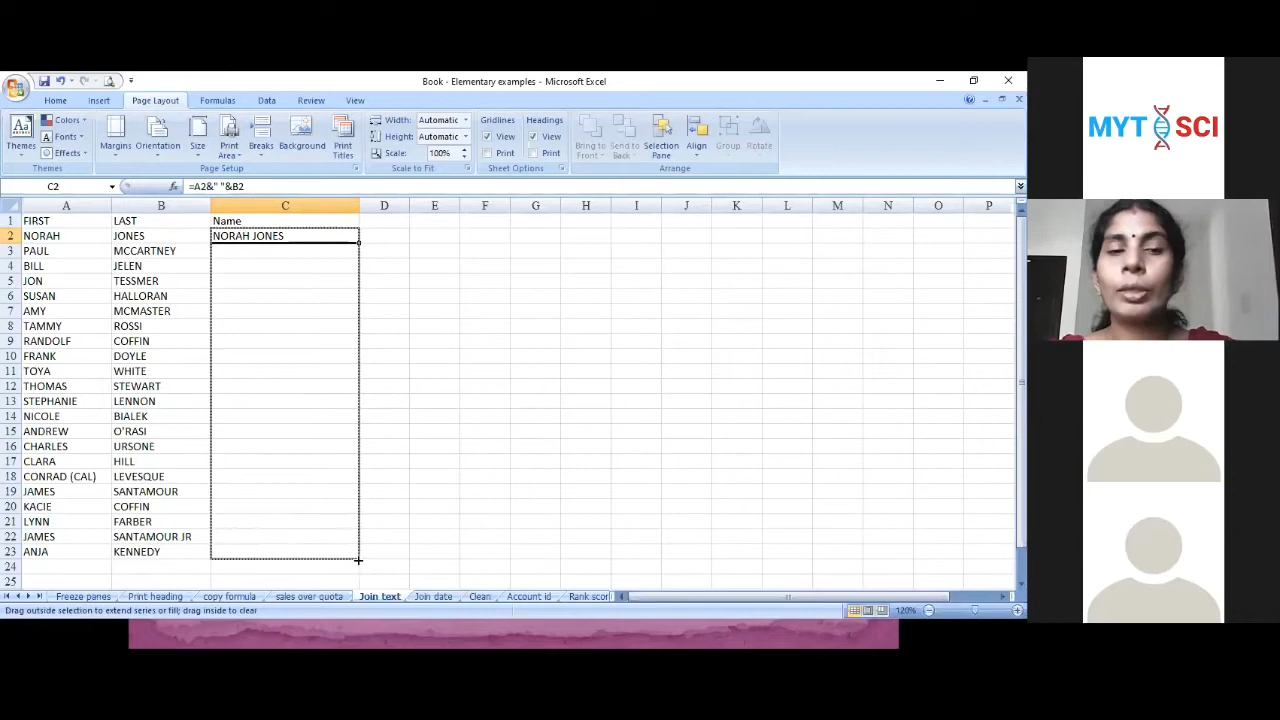 Book - Elementary examples - Microsoft Excel
Home Insert Page Layout Formulas Data Review View
Themes
Colors
Fonts
Effects
Themes
Margins Orientation Size Print Area Breaks Background Print Titles
Page Setup
Width: Automatic
Height: Automatic
Scale: 100%
Scale to Fit
Gridlines Headings
View View
Print Print
Sheet Options
Bring to Front Send to Back Selection Pane Align Group Rotate
Arrange
C2 fx =A2&" "&B2
A B C D E F G H I J K L M N O P
1 FIRST LAST Name
2 NORAH JONES NORAH JONES
3 PAUL MCCARTNEY
4 BILL JELEN
5 JON TESSMER
6 SUSAN HALLORAN
7 AMY MCMASTER
8 TAMMY ROSSI
9 RANDOLF COFFIN
10 FRANK DOYLE
11 TOYA WHITE
12 THOMAS STEWART
13 STEPHANIE LENNON
14 NICOLE BIALEK
15 ANDREW O'RASI
16 CHARLES URSONE
17 CLARA HILL
18 CONRAD (CAL) LEVESQUE
19 JAMES SANTAMOUR
20 KACIE COFFIN
21 LYNN FARBER
22 JAMES SANTAMOUR JR
23 ANJA KENNEDY
24
25
Freeze panes Print heading copy formula sales over quota Join text Join date Clean Account id Rank scor
Drag outside selection to extend series or fill; drag inside to clear 120%
MYT SCI